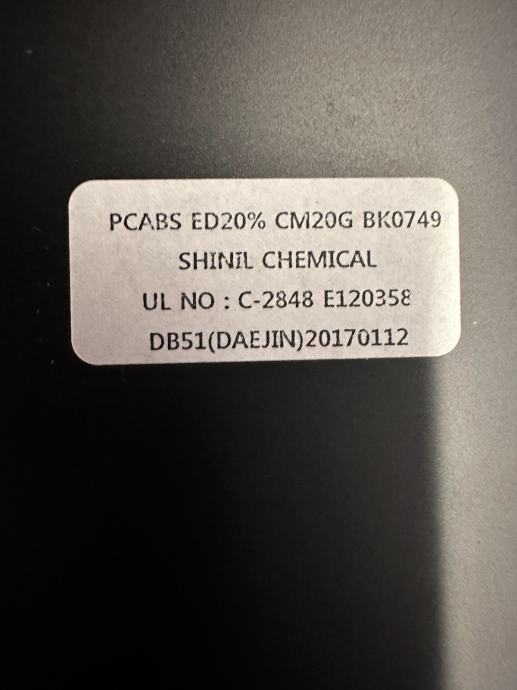 PCABS ED20% CM20G BK0749
SHINIL CHEMICAL
UL NO : C-2848 E120358
DB51(DAEJIN)20170112